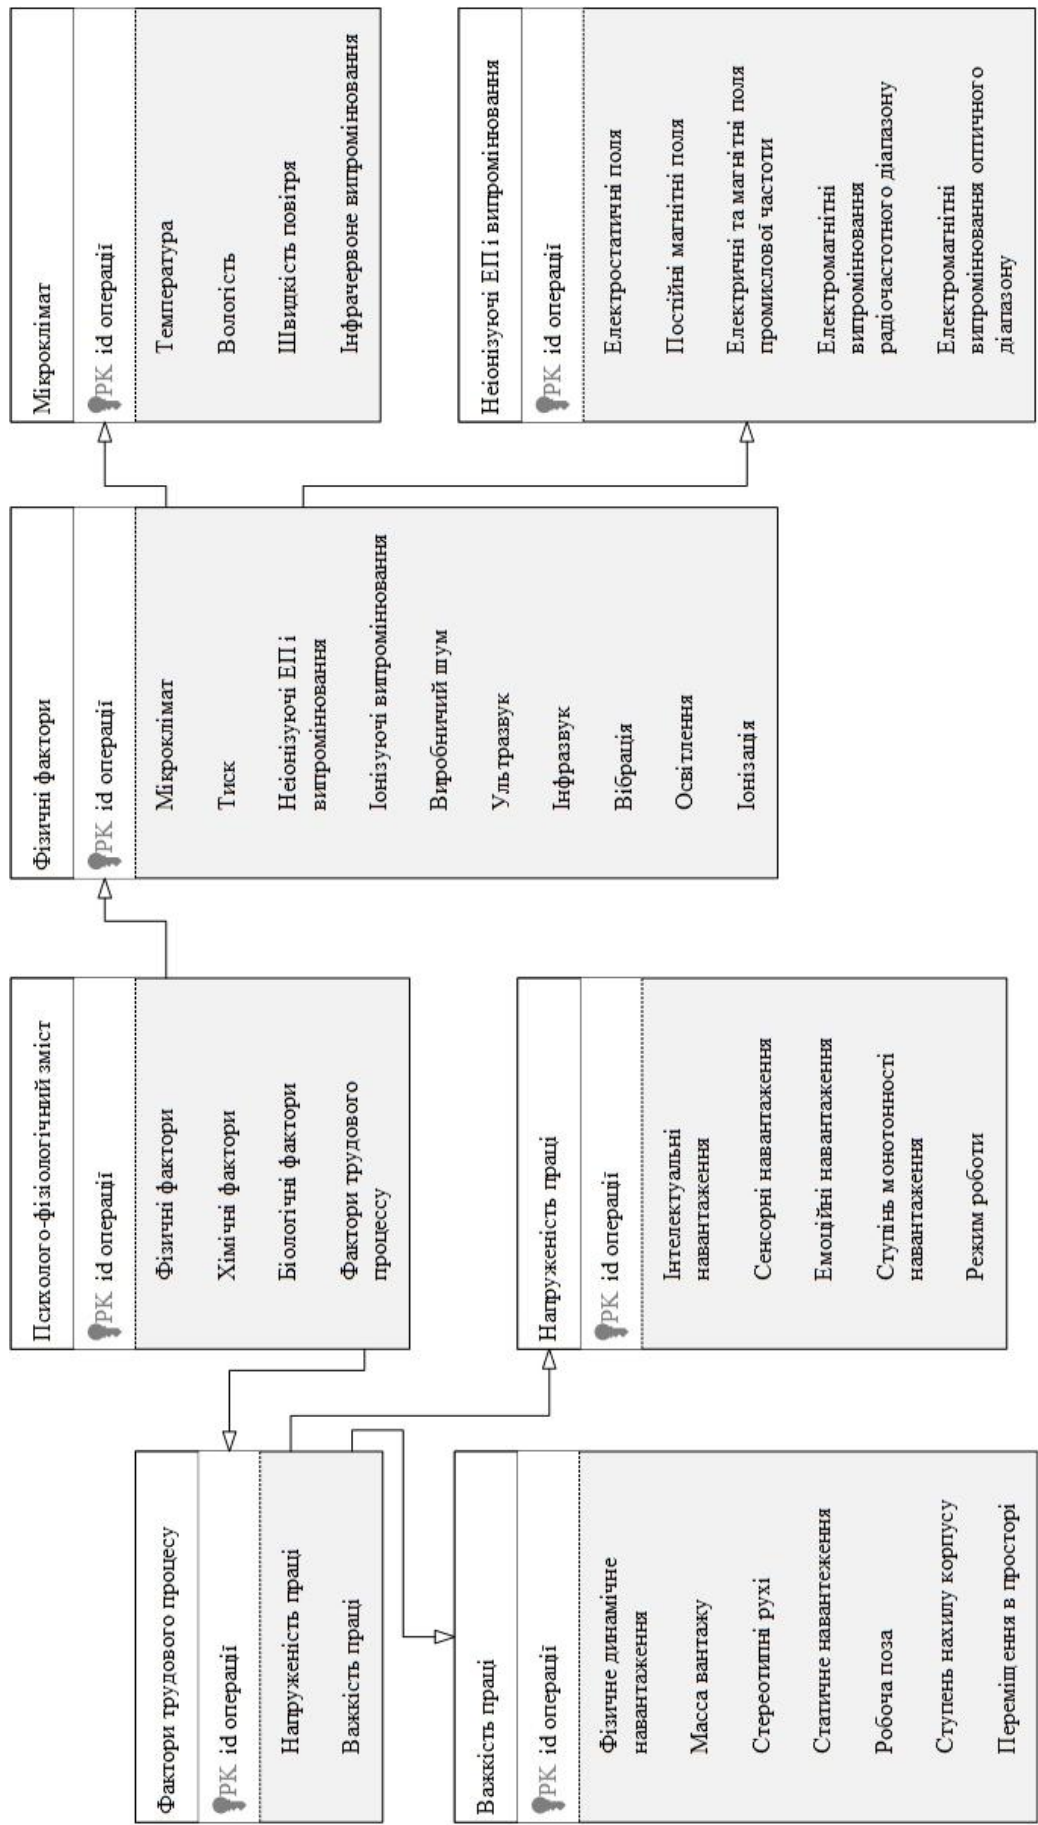 Фактори трудового процесу
PK id операції
Напруженість праці
Важкість праці
Психолого-фізіологічний зміст
PK id операції
Фізичні фактори
Хімічні фактори
Біологічні фактори
Фактори трудового
процессу
Фізичні фактори
PK id операції
Мікроклімат
Тиск
Неіонізуючі ЕП і
випромінювання
Іонізуючі випромінювання
Виробничий шум
Ультразвук
Інфразвук
Вібрація
Освітлення
Іонізація
Мікроклімат
PK id операції
Температура
Вологість
Швидкість повітря
Інфрачервоне випромінювання
Важкість праці
PK id операції
Фізичне динамічне
навантаження
Масса вантажу
Стереотипні рухі
Статичне навантеження
Робоча поза
Ступень нахилу корпусу
Переміщення в просторі
Напруженість праці
PK id операції
Інтелектуальні
навантаження
Сенсорні навантаження
Емоційні навантаження
Ступінь монотонності
навантаження
Режим роботи
Неіонізуючі ЕП і випромінювання
PK id операції
Електростатичні поля
Постійні магнітні поля
Електричні та магнітні поля
промислової частоти
Електромагнітні
випромінювання
радіочастотного діапазону
Електромагнітні
випромінювання оптичного
діапазону